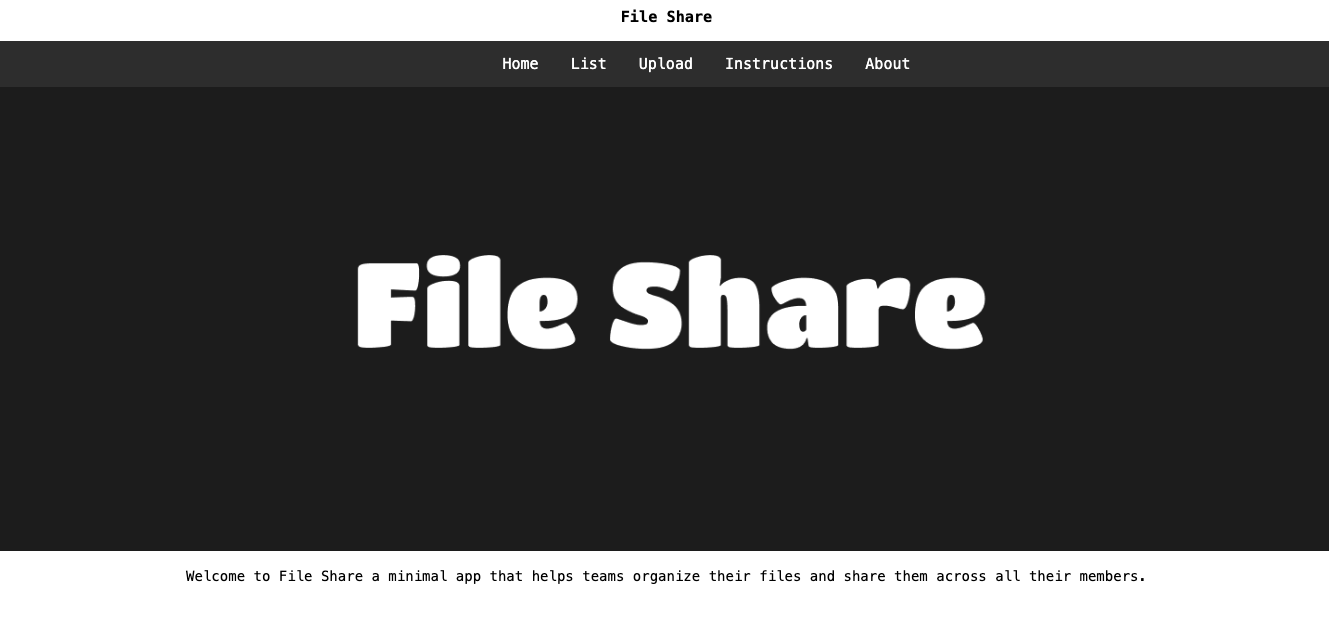 File Share
Home List Upload Instructions About
File Share
Welcome to File Share a minimal app that helps teams organize their files and share them across all their members.